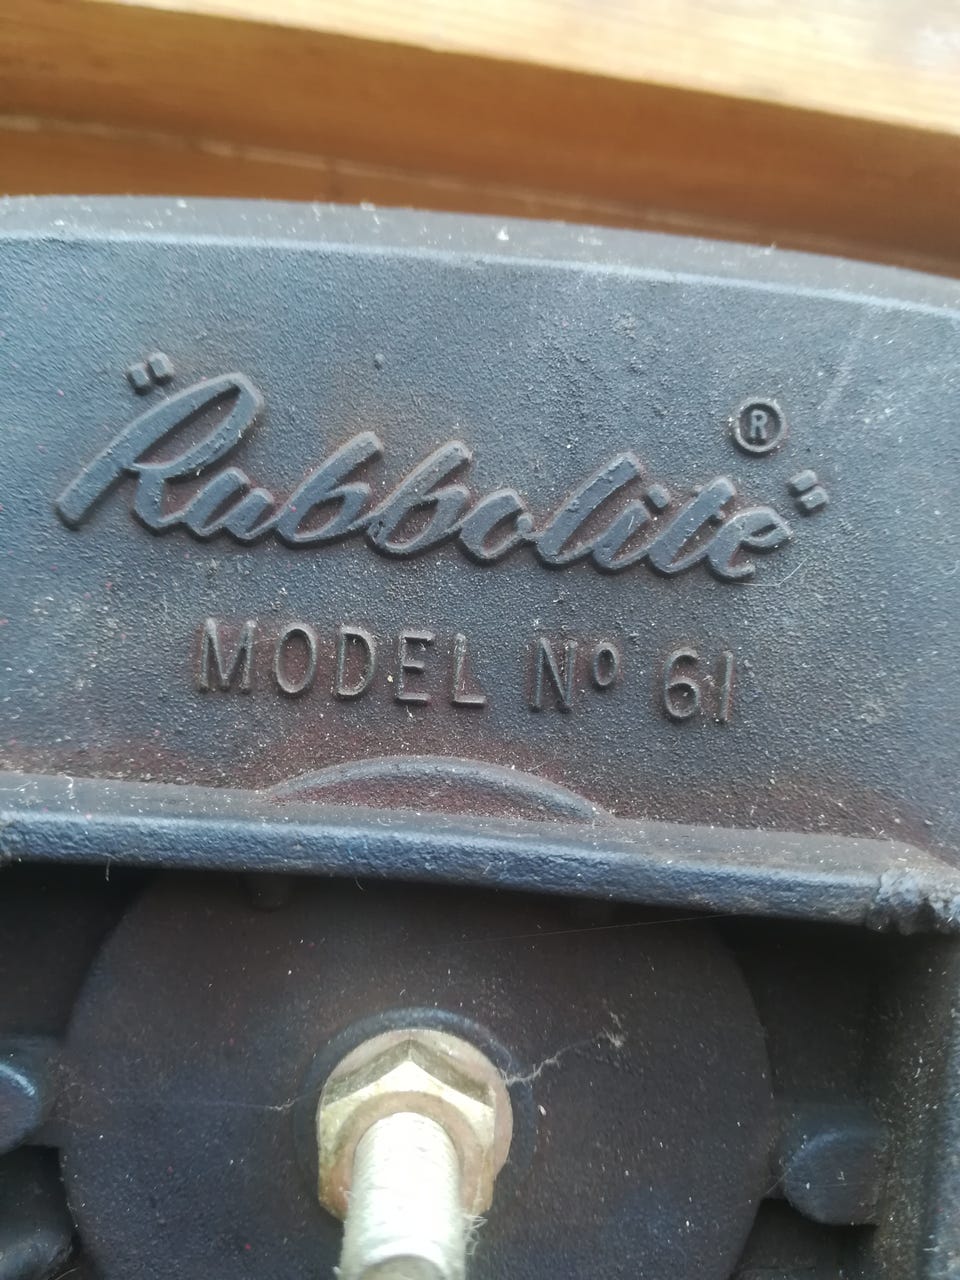 "Rubbolite" ®
MODEL Nº 61